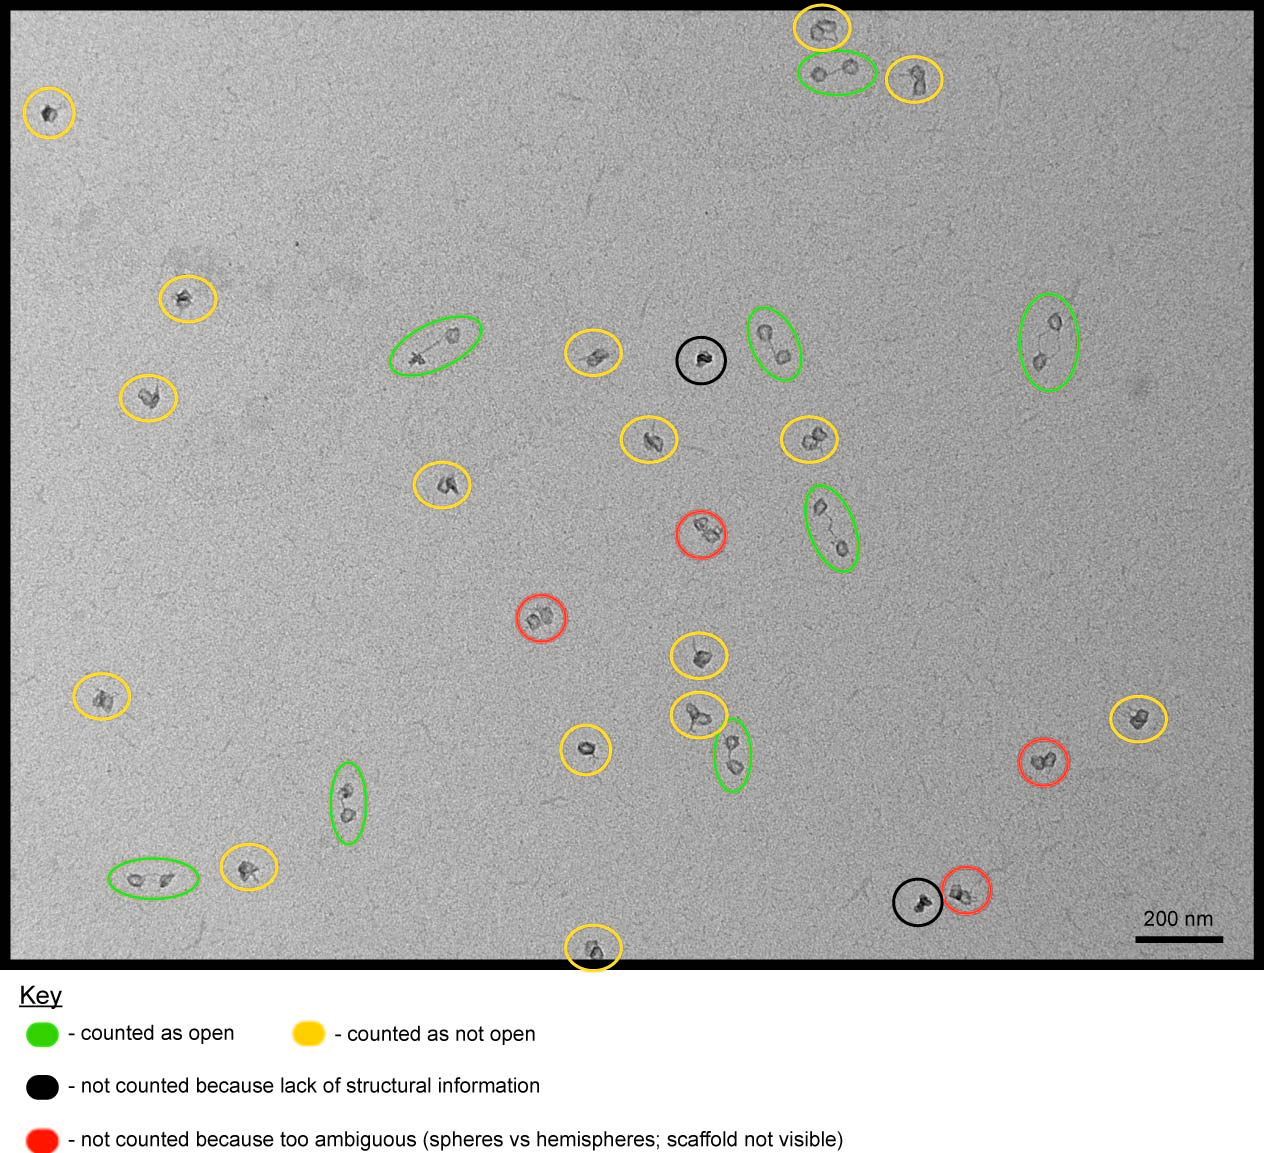 200 nm
Key
- counted as open - counted as not open
- not counted because lack of structural information
- not counted because too ambiguous (spheres vs hemispheres; scaffold not visible)